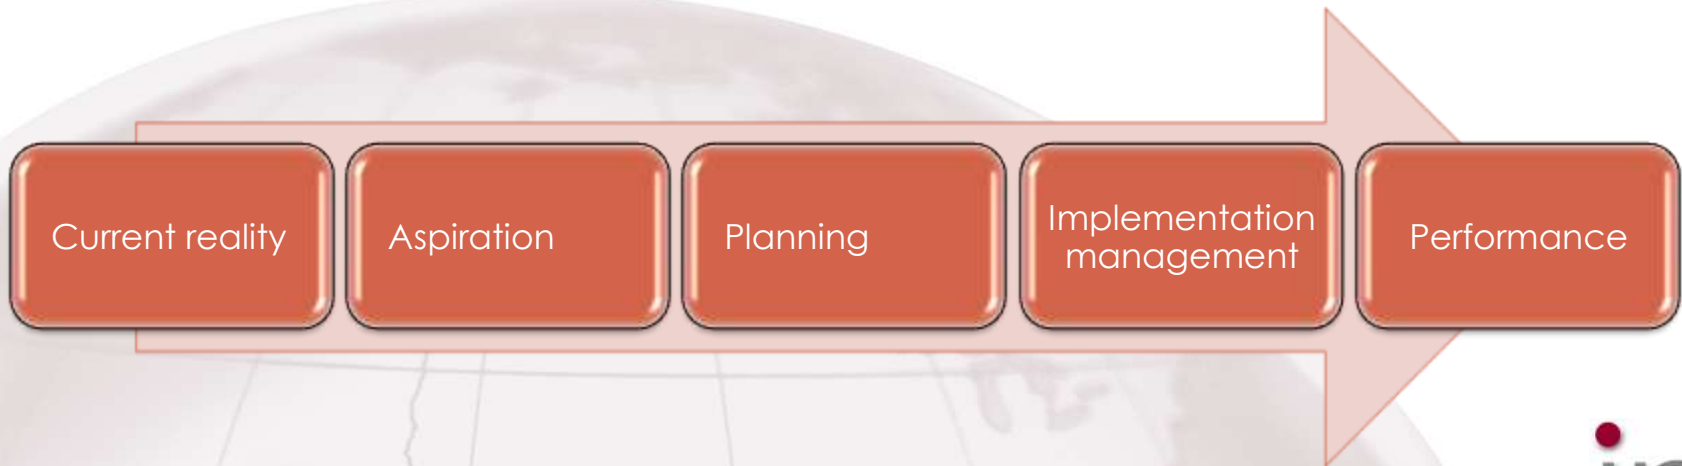 Current reality
Aspiration
Planning
Implementation
management
Performance